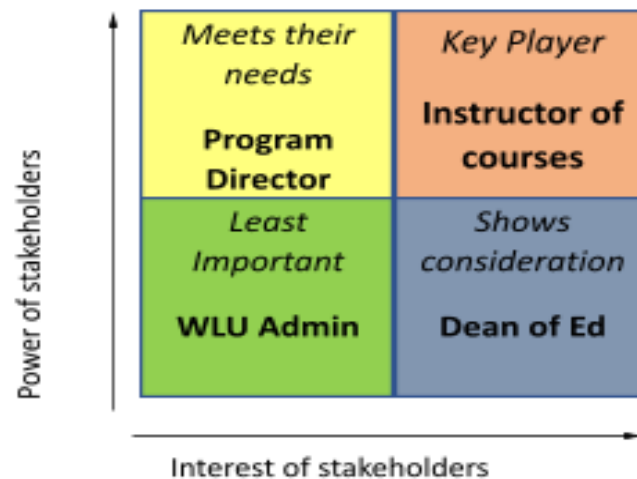 Meets their
needs
Program
Director
Key Player
Instructor of
courses
Least
Important
WLU Admin
Shows
consideration
Dean of Ed
Power of stakeholders
Interest of stakeholders